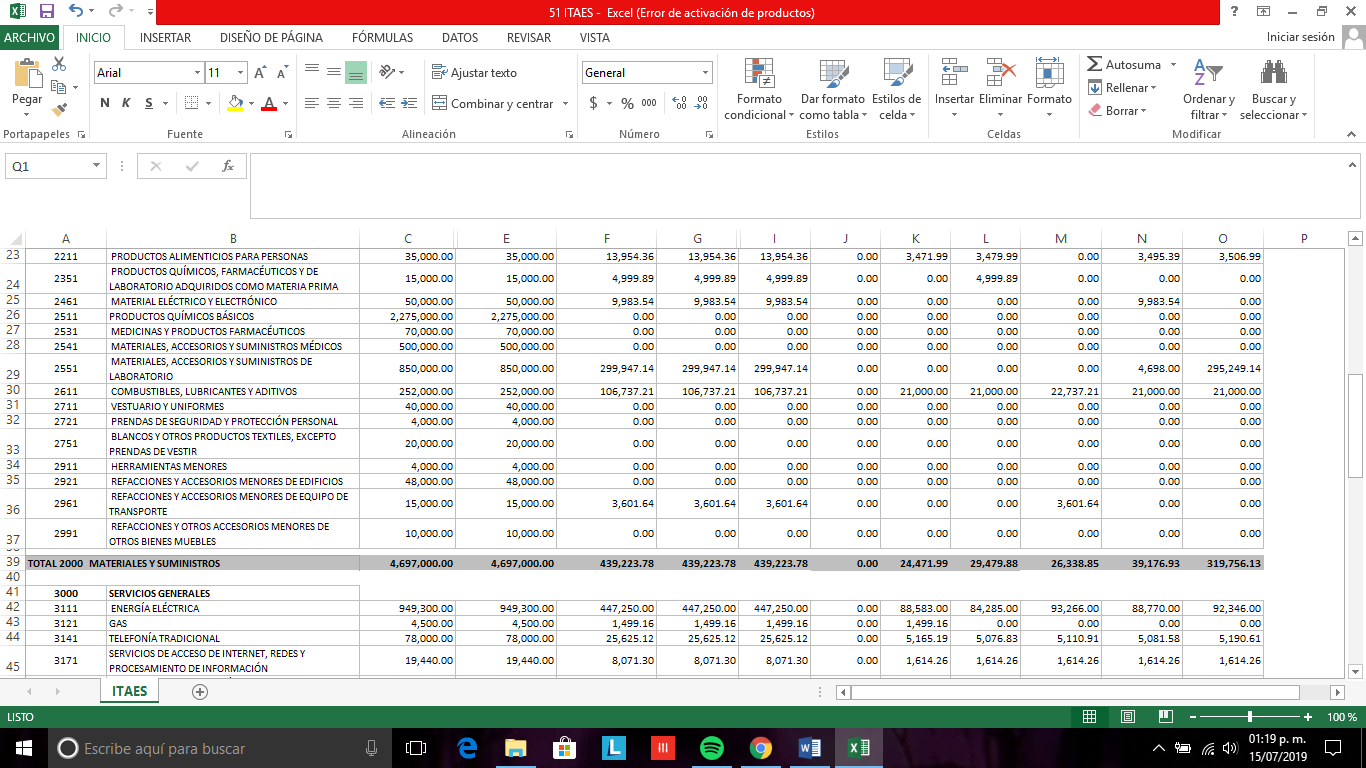 51 ITAES - Excel (Error de activación de productos)
ARCHIVO INICIO INSERTAR DISEÑO DE PÁGINA FÓRMULAS DATOS REVISAR VISTA Iniciar sesión
Pegar
Arial 11
N K S
Ajustar texto
Combinar y centrar
General
$ % 000
Formato condicional
Dar formato como tabla
Estilos de celda
Insertar Eliminar Formato
Autosuma
Rellenar
Borrar
Ordenar y filtrar
Buscar y seleccionar
Portapapeles Fuente Alineación Número Estilos Celdas Modificar
Q1
A B C E F G I J K L M N O P
23 2211 PRODUCTOS ALIMENTICIOS PARA PERSONAS 35,000.00 35,000.00 13,954.36 13,954.36 13,954.36 0.00 3,471.99 3,479.99 0.00 3,495.39 3,506.99
24 2351 PRODUCTOS QUÍMICOS, FARMACÉUTICOS Y DE
LABORATORIO ADQUIRIDOS COMO MATERIA PRIMA 15,000.00 15,000.00 4,999.89 4,999.89 4,999.89 0.00 0.00 4,999.89 0.00 0.00 0.00
25 2461 MATERIAL ELÉCTRICO Y ELECTRÓNICO 50,000.00 50,000.00 9,983.54 9,983.54 9,983.54 0.00 0.00 0.00 0.00 9,983.54 0.00
26 2511 PRODUCTOS QUÍMICOS BÁSICOS 2,275,000.00 2,275,000.00 0.00 0.00 0.00 0.00 0.00 0.00 0.00 0.00 0.00
27 2531 MEDICINAS Y PRODUCTOS FARMACÉUTICOS 70,000.00 70,000.00 0.00 0.00 0.00 0.00 0.00 0.00 0.00 0.00 0.00
28 2541 MATERIALES, ACCESORIOS Y SUMINISTROS MÉDICOS 500,000.00 500,000.00 0.00 0.00 0.00 0.00 0.00 0.00 0.00 0.00 0.00
29 2551 MATERIALES, ACCESORIOS Y SUMINISTROS DE
LABORATORIO 850,000.00 850,000.00 299,947.14 299,947.14 299,947.14 0.00 0.00 0.00 0.00 4,698.00 295,249.14
30 2611 COMBUSTIBLES, LUBRICANTES Y ADITIVOS 252,000.00 252,000.00 106,737.21 106,737.21 106,737.21 0.00 21,000.00 21,000.00 22,737.21 21,000.00 21,000.00
31 2711 VESTUARIO Y UNIFORMES 40,000.00 40,000.00 0.00 0.00 0.00 0.00 0.00 0.00 0.00 0.00 0.00
32 2721 PRENDAS DE SEGURIDAD Y PROTECCIÓN PERSONAL 4,000.00 4,000.00 0.00 0.00 0.00 0.00 0.00 0.00 0.00 0.00 0.00
33 2751 BLANCOS Y OTROS PRODUCTOS TEXTILES, EXCEPTO
PRENDAS DE VESTIR 20,000.00 20,000.00 0.00 0.00 0.00 0.00 0.00 0.00 0.00 0.00 0.00
34 2911 HERRAMIENTAS MENORES 4,000.00 4,000.00 0.00 0.00 0.00 0.00 0.00 0.00 0.00 0.00 0.00
35 2921 REFACCIONES Y ACCESORIOS MENORES DE EDIFICIOS 48,000.00 48,000.00 0.00 0.00 0.00 0.00 0.00 0.00 0.00 0.00 0.00
36 2961 REFACCIONES Y ACCESORIOS MENORES DE EQUIPO DE
TRANSPORTE 15,000.00 15,000.00 3,601.64 3,601.64 3,601.64 0.00 0.00 0.00 3,601.64 0.00 0.00
37 2991 REFACCIONES Y OTROS ACCESORIOS MENORES DE
OTROS BIENES MUEBLES 10,000.00 10,000.00 0.00 0.00 0.00 0.00 0.00 0.00 0.00 0.00 0.00
39 TOTAL 2000 MATERIALES Y SUMINISTROS 4,697,000.00 4,697,000.00 439,223.78 439,223.78 439,223.78 0.00 24,471.99 29,479.88 26,338.85 39,176.93 319,756.13
40
41 3000 SERVICIOS GENERALES
42 3111 ENERGÍA ELÉCTRICA 949,300.00 949,300.00 447,250.00 447,250.00 447,250.00 0.00 88,583.00 84,285.00 93,266.00 88,770.00 92,346.00
43 3121 GAS 4,500.00 4,500.00 1,499.16 1,499.16 1,499.16 0.00 1,499.16 0.00 0.00 0.00 0.00
44 3141 TELEFONÍA TRADICIONAL 78,000.00 78,000.00 25,625.12 25,625.12 25,625.12 0.00 5,165.19 5,076.83 5,110.91 5,081.58 5,190.61
45 3171 SERVICIOS DE ACCESO DE INTERNET, REDES Y
PROCESAMIENTO DE INFORMACIÓN 19,440.00 19,440.00 8,071.30 8,071.30 8,071.30 0.00 1,614.26 1,614.26 1,614.26 1,614.26 1,614.26
ITAES
LISTO 100 %
Escribe aquí para buscar
01:19 p. m.
15/07/2019